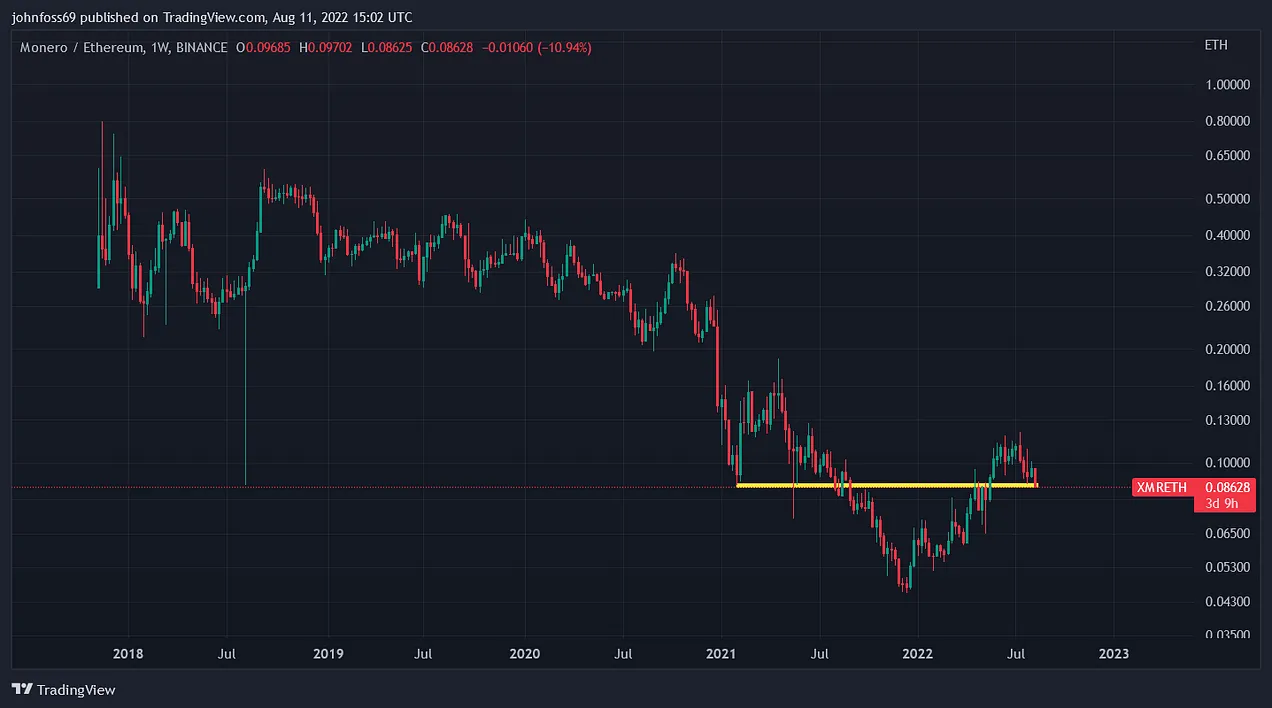 johnfoss69 published on TradingView.com, Aug 11, 2022 15:02 UTC
Monero / Ethereum, 1W, BINANCE O0.09685 H0.09702 L0.08625 C0.08628 −0.01060 (−10.94%)
ETH
1.00000
0.80000
0.65000
0.50000
0.40000
0.32000
0.26000
0.20000
0.16000
0.13000
0.10000
XMRETH 0.08628
3d 9h
0.06500
0.05300
0.04300
0.03500
2018 Jul 2019 Jul 2020 Jul 2021 Jul 2022 Jul 2023
TradingView